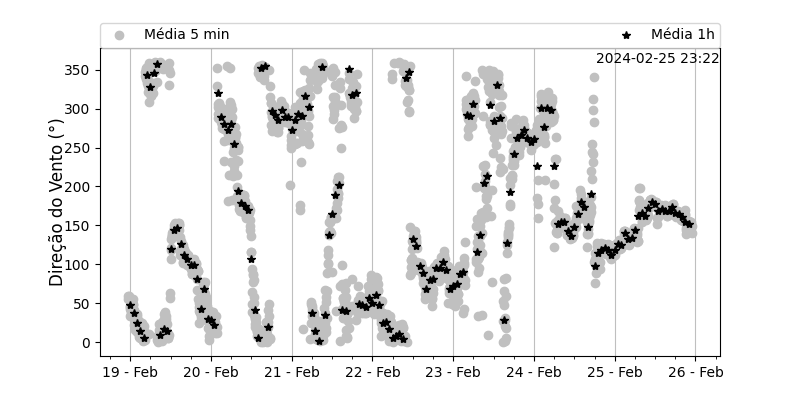 Média 5 min
Média 1h
2024-02-25 23:22
Direção do Vento (°)
350
300
250
200
150
100
50
0
19 - Feb
20 - Feb
21 - Feb
22 - Feb
23 - Feb
24 - Feb
25 - Feb
26 - Feb